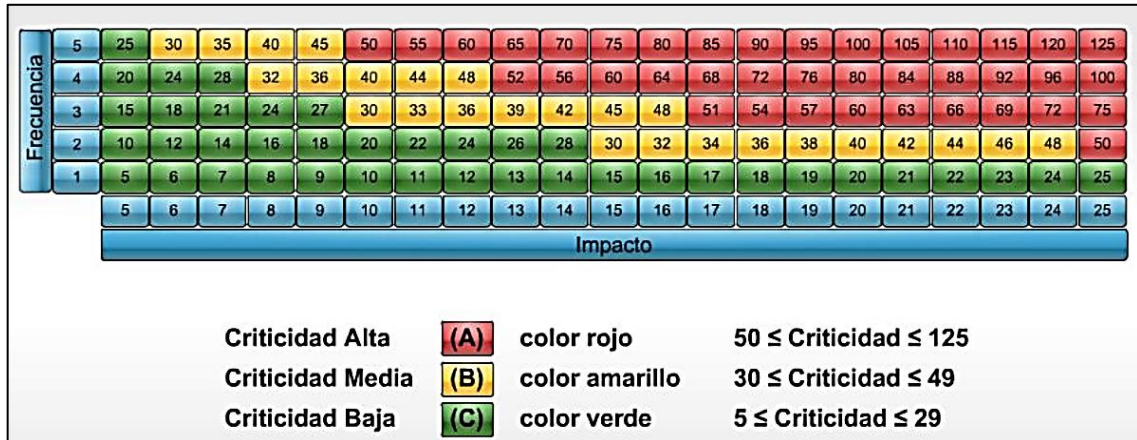 Frecuencia
5 25 30 35 40 45 50 55 60 65 70 75 80 85 90 95 100 105 110 115 120 125
4 20 24 28 32 36 40 44 48 52 56 60 64 68 72 76 80 84 88 92 96 100
3 15 18 21 24 27 30 33 36 39 42 45 48 51 54 57 60 63 66 69 72 75
2 10 12 14 16 18 20 22 24 26 28 30 32 34 36 38 40 42 44 46 48 50
1 5 6 7 8 9 10 11 12 13 14 15 16 17 18 19 20 21 22 23 24 25
5 6 7 8 9 10 11 12 13 14 15 16 17 18 19 20 21 22 23 24 25
Impacto
Criticidad Alta (A) color rojo 50 ≤ Criticidad ≤ 125
Criticidad Media (B) color amarillo 30 ≤ Criticidad ≤ 49
Criticidad Baja (C) color verde 5 ≤ Criticidad ≤ 29